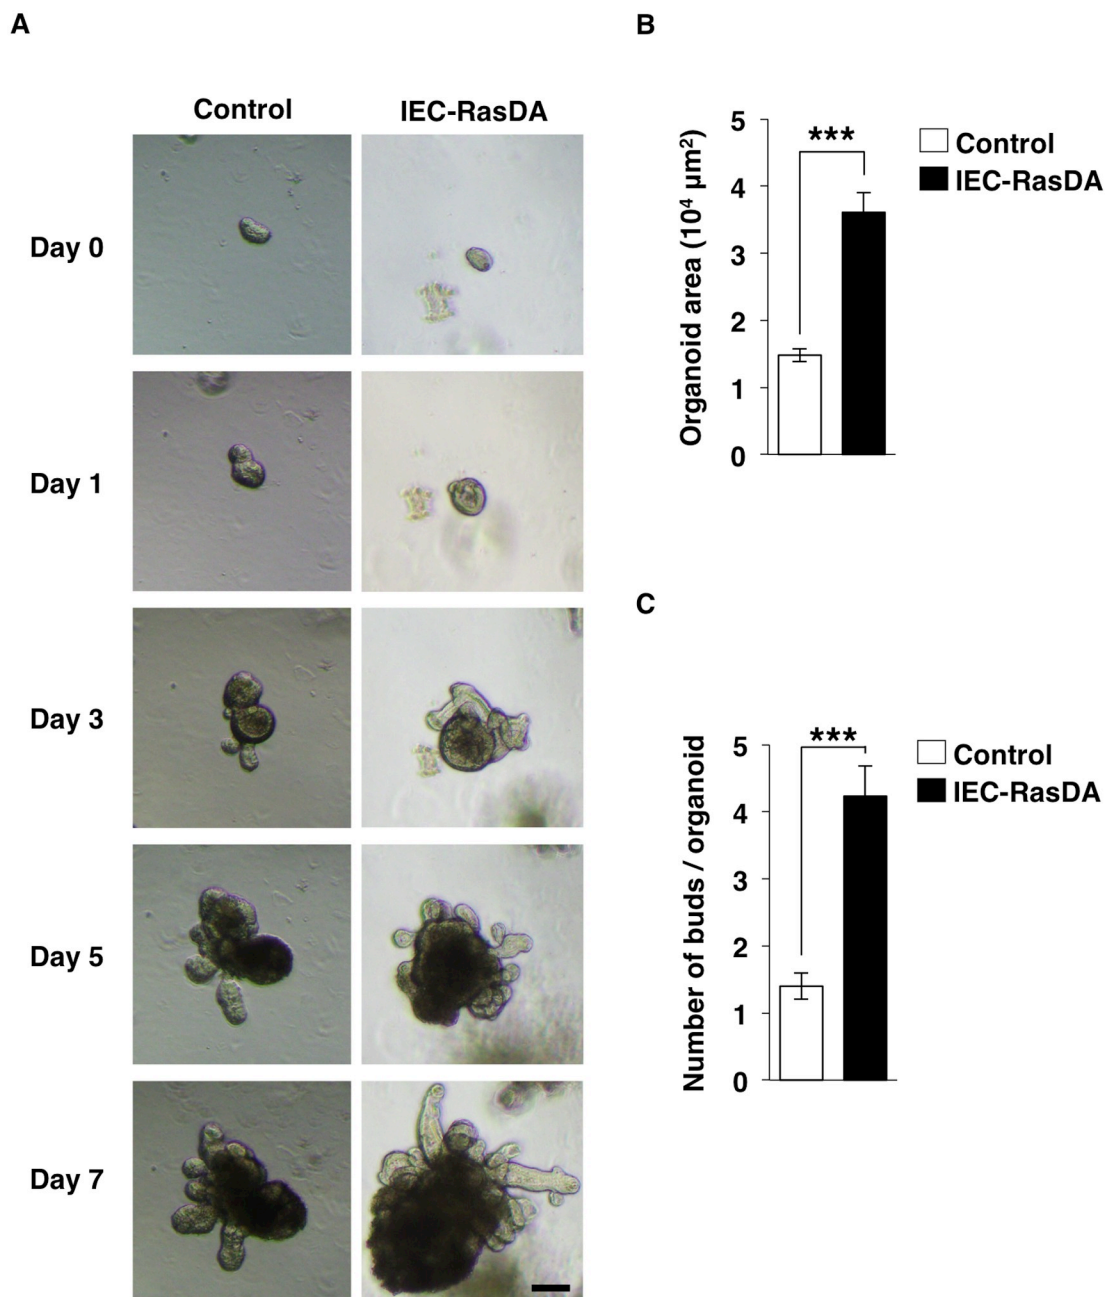 A
Control
IEC-RasDA
Day 0
Day 1
Day 3
Day 5
Day 7
B
Organoid area (10⁴ µm²)
5
4
3
2
1
0
***
Control
IEC-RasDA
C
Number of buds / organoid
5
4
3
2
1
0
***
Control
IEC-RasDA